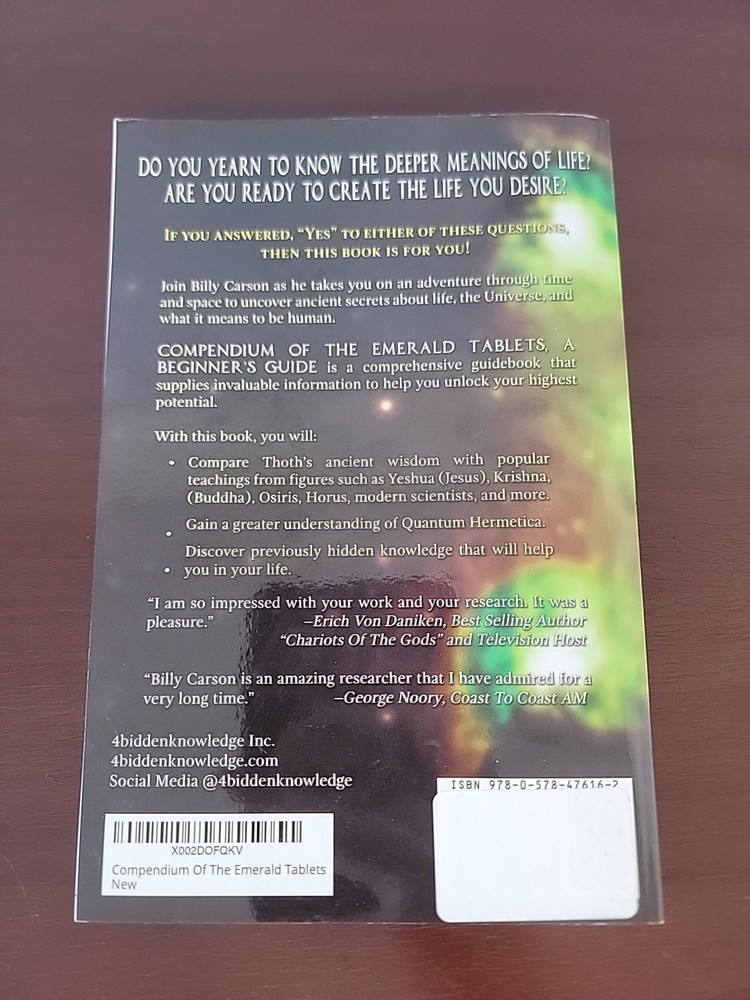 DO YOU YEARN TO KNOW THE DEEPER MEANINGS OF LIFE?
ARE YOU READY TO CREATE THE LIFE YOU DESIRE?
IF YOU ANSWERED, “YES” TO EITHER OF THESE QUESTIONS,
THEN THIS BOOK IS FOR YOU!
Join Billy Carson as he takes you on an adventure through time
and space to uncover ancient secrets about life, the Universe, and
what it means to be human.
COMPENDIUM OF THE EMERALD TABLETS, A
BEGINNER'S GUIDE is a comprehensive guidebook that
supplies invaluable information to help you unlock your highest
potential.
With this book, you will:
• Compare Thoth's ancient wisdom with popular
teachings from figures such as Yeshua (Jesus), Krishna,
(Buddha), Osiris, Horus, modern scientists, and more.
• Gain a greater understanding of Quantum Hermetica.
Discover previously hidden knowledge that will help
• you in your life.
“I am so impressed with your work and your research. It was a
pleasure.” –Erich Von Daniken, Best Selling Author
“Chariots Of The Gods” and Television Host
“Billy Carson is an amazing researcher that I have admired for a
very long time.” –George Noory, Coast To Coast AM
4biddenknowledge Inc.
4biddenknowledge.com
Social Media @4biddenknowledge
ISBN 978-0-578-47616-2
X002DOFQKV
Compendium Of The Emerald Tablets
New